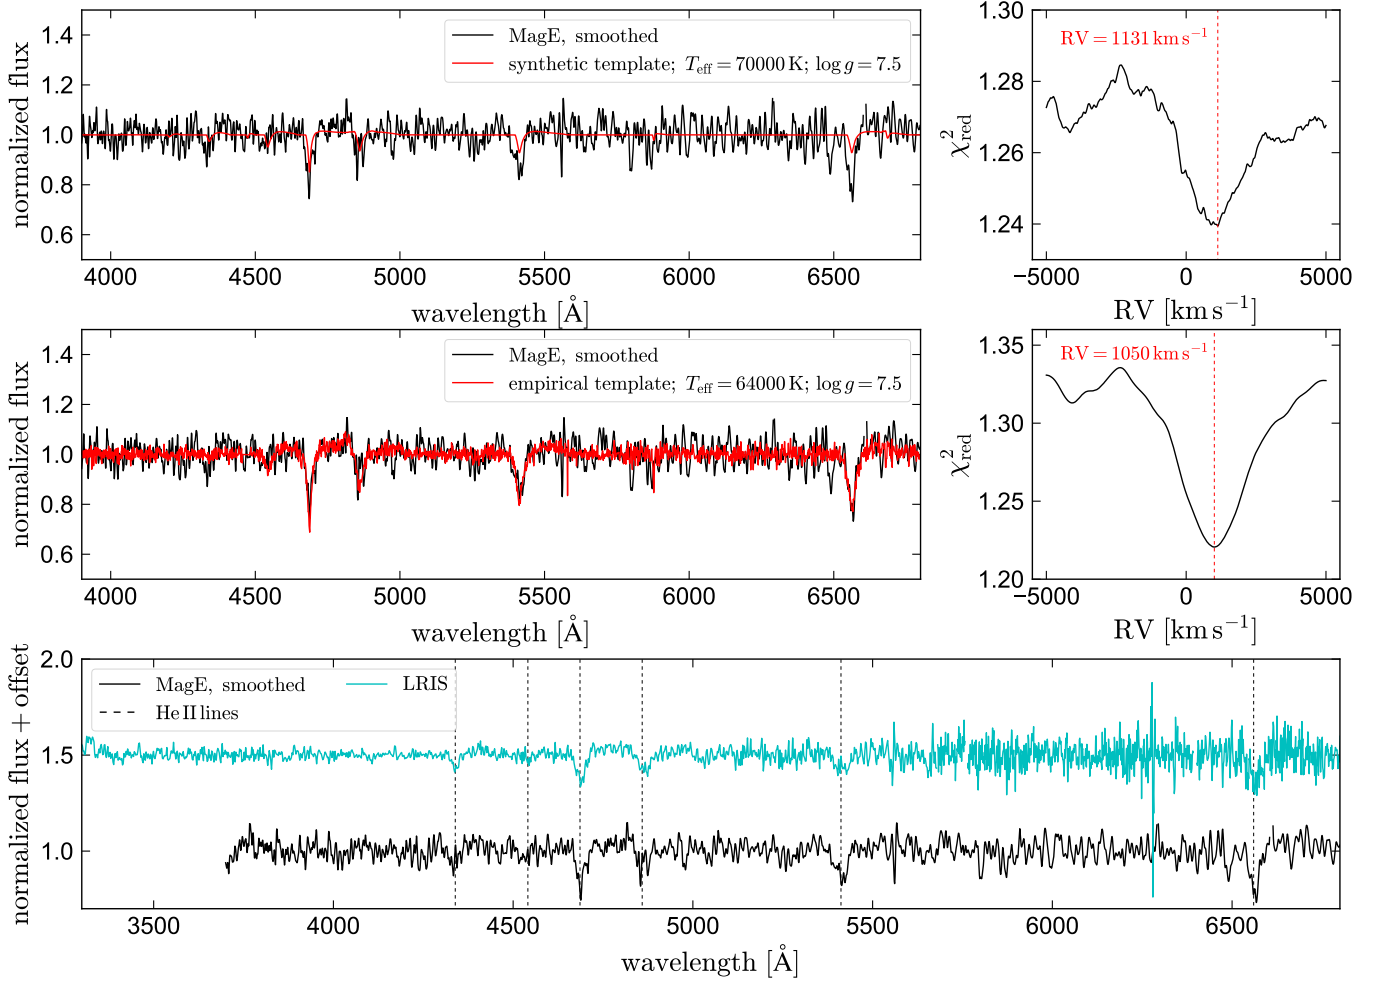 normalized flux
1.4
1.2
1.0
0.8
0.6
MagE, smoothed
synthetic template; T_eff = 70000 K; log g = 7.5
4000 4500 5000 5500 6000 6500
wavelength [Å]
χ²_red
1.30
1.28
1.26
1.24
RV = 1131 km s⁻¹
−5000 0 5000
RV [km s⁻¹]
normalized flux
1.4
1.2
1.0
0.8
0.6
MagE, smoothed
empirical template; T_eff = 64000 K; log g = 7.5
4000 4500 5000 5500 6000 6500
wavelength [Å]
χ²_red
1.35
1.30
1.25
1.20
RV = 1050 km s⁻¹
−5000 0 5000
RV [km s⁻¹]
normalized flux + offset
2.0
1.5
1.0
MagE, smoothed
He II lines
LRIS
3500 4000 4500 5000 5500 6000 6500
wavelength [Å]